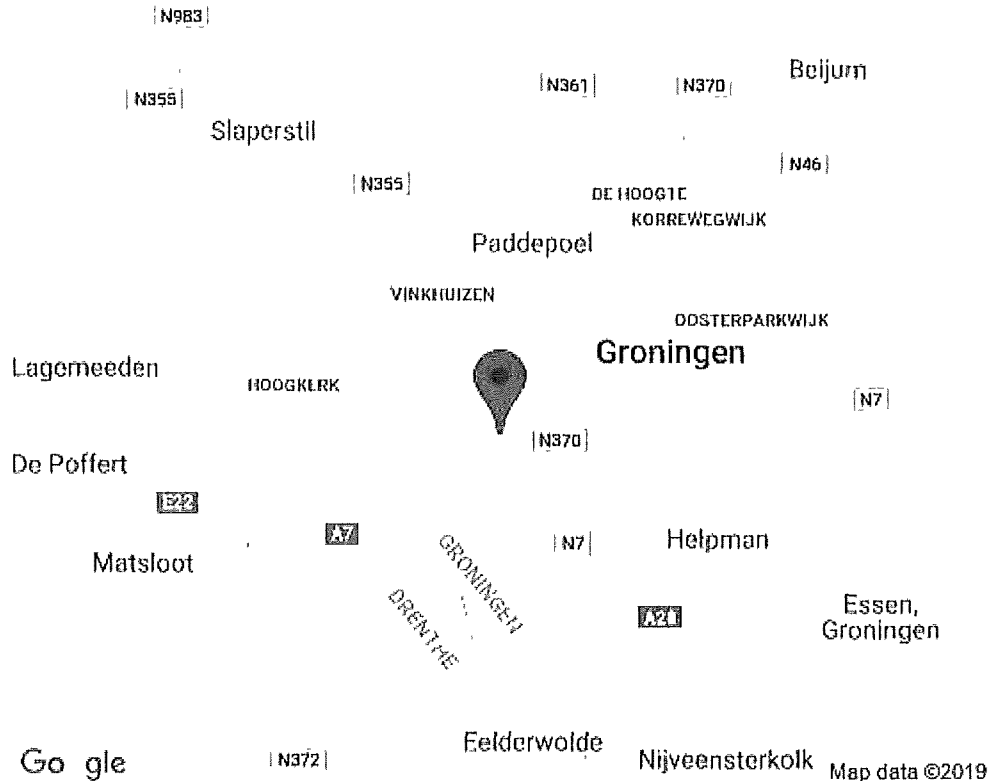 N983
Beijum
N361
N370
N355
Slaperstil
N46
N355
DE HOOGTE
KORREWEGWIJK
Paddepoel
VINKHUIZEN
OOSTERPARKWIJK
Groningen
Lagemeeden
HOOGKERK
N7
N370
De Poffert
E22
A7
GRONINGEN
DRENTHE
N7
Helpman
Matsloot
A28
Essen,
Groningen
Eelderwolde
Nijveensterkolk
N372
Go gle
Map data ©2019